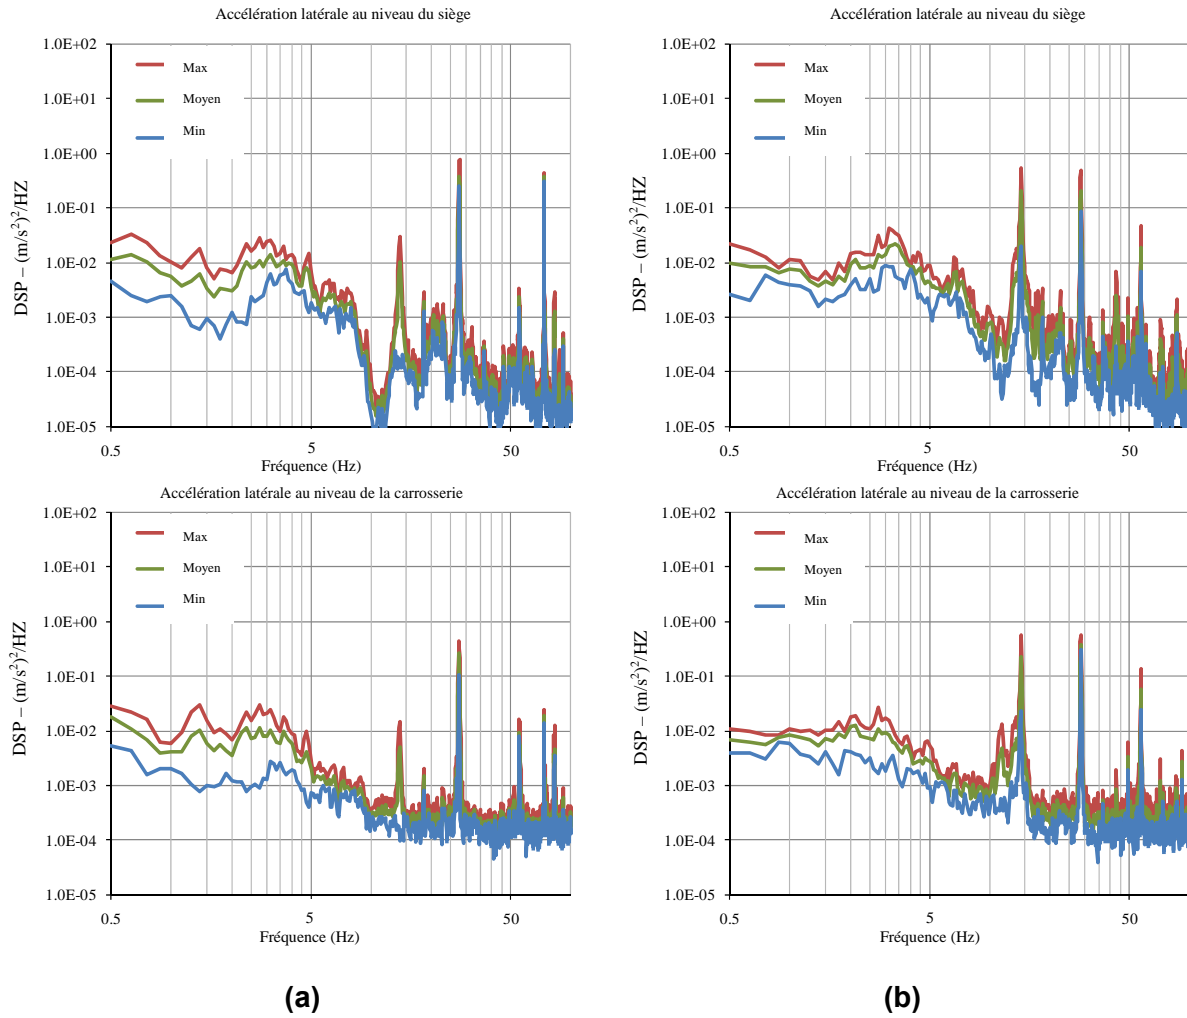 Accélération latérale au niveau du siège
1.0E+02
1.0E+01
1.0E+00
1.0E-01
1.0E-02
1.0E-03
1.0E-04
1.0E-05
DSP – (m/s²)²/HZ
Max
Moyen
Min
0.5
5
50
Fréquence (Hz)
Accélération latérale au niveau du siège
1.0E+02
1.0E+01
1.0E+00
1.0E-01
1.0E-02
1.0E-03
1.0E-04
1.0E-05
DSP – (m/s²)²/HZ
Max
Moyen
Min
0.5
5
50
Fréquence (Hz)
Accélération latérale au niveau de la carrosserie
1.0E+02
1.0E+01
1.0E+00
1.0E-01
1.0E-02
1.0E-03
1.0E-04
1.0E-05
DSP – (m/s²)²/HZ
Max
Moyen
Min
0.5
5
50
Fréquence (Hz)
Accélération latérale au niveau de la carrosserie
1.0E+02
1.0E+01
1.0E+00
1.0E-01
1.0E-02
1.0E-03
1.0E-04
1.0E-05
DSP – (m/s²)²/HZ
Max
Moyen
Min
0.5
5
50
Fréquence (Hz)
(a)
(b)